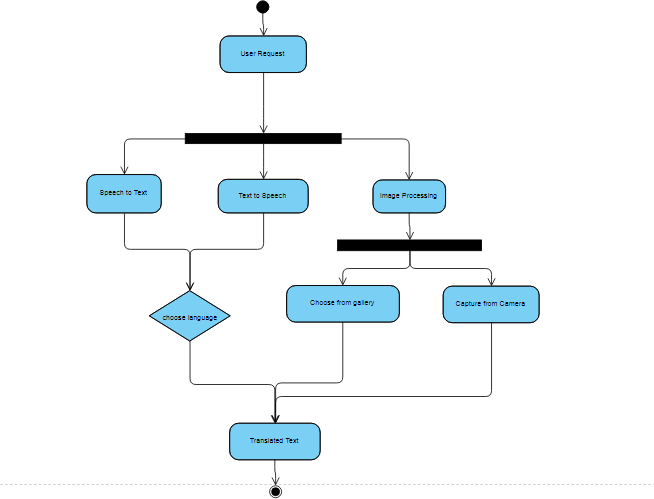 User Request
Speech to Text
Text to Speech
Image Processing
Choose from gallery
Capture from Camera
choose language
Translated Text